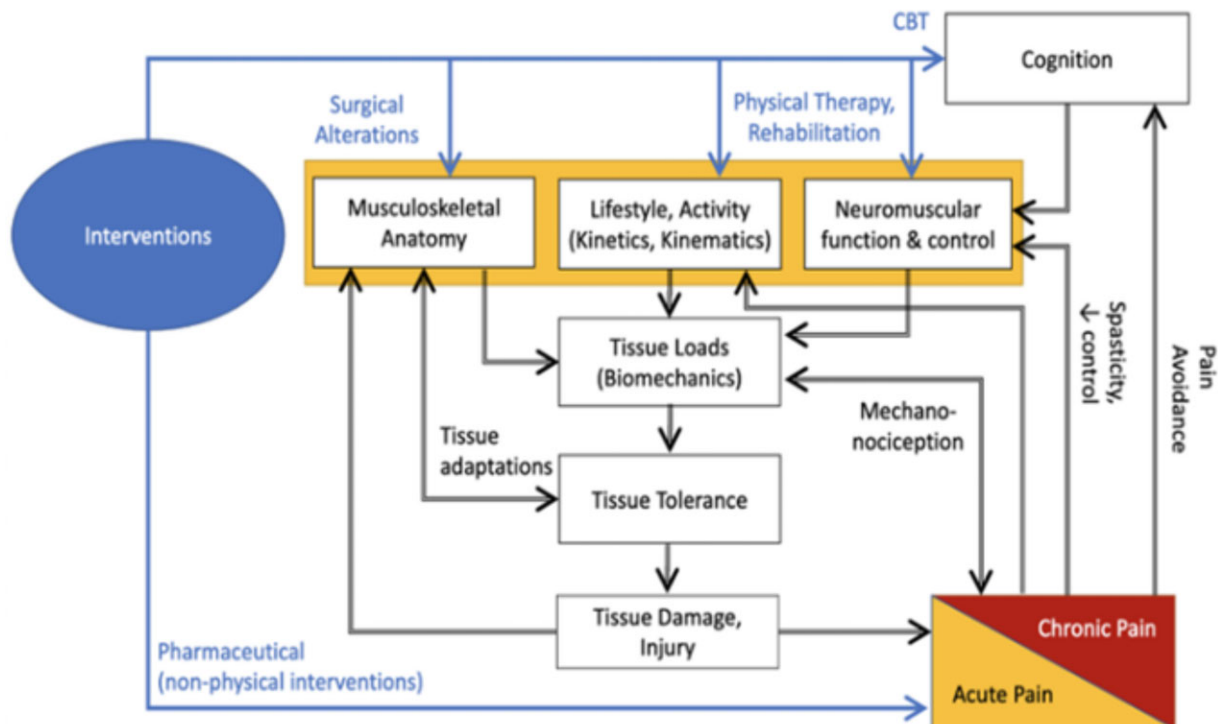 CBT
Cognition
Surgical
Alterations
Physical Therapy,
Rehabilitation
Interventions
Musculoskeletal
Anatomy
Lifestyle, Activity
(Kinetics, Kinematics)
Neuromuscular
function & control
Tissue Loads
(Biomechanics)
Spasticity,
↓ control
Pain
Avoidance
Mechano-
nociception
Tissue
adaptations
Tissue Tolerance
Tissue Damage,
Injury
Chronic Pain
Acute Pain
Pharmaceutical
(non-physical interventions)